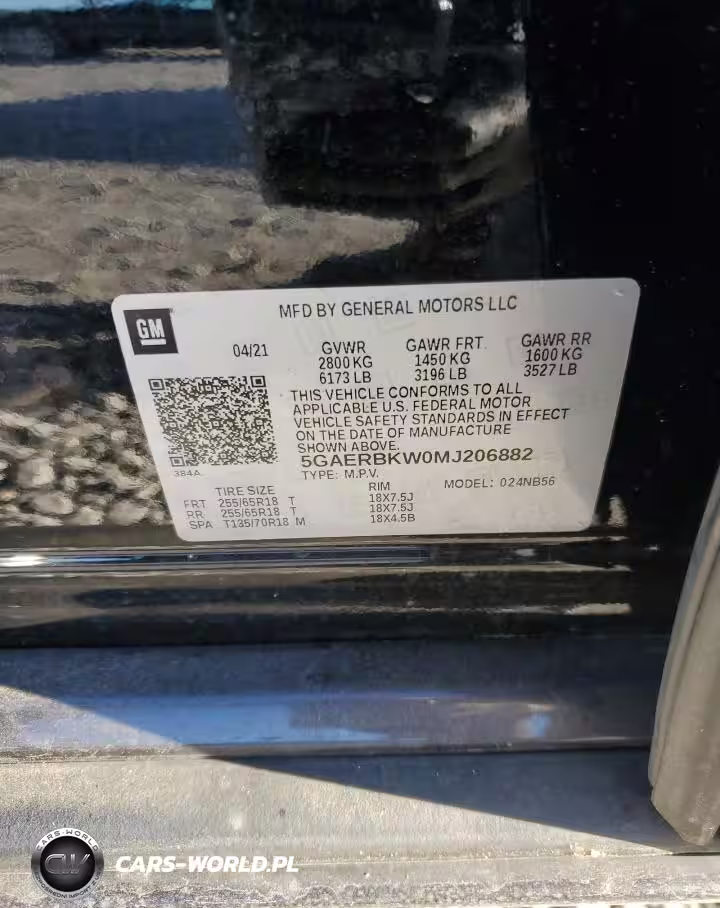 MFD BY GENERAL MOTORS LLC
GM
04/21
GVWR GAWR FRT. GAWR RR
2800 KG 1450 KG 1600 KG
6173 LB 3196 LB 3527 LB
THIS VEHICLE CONFORMS TO ALL
APPLICABLE U.S. FEDERAL MOTOR
VEHICLE SAFETY STANDARDS IN EFFECT
ON THE DATE OF MANUFACTURE
SHOWN ABOVE.
384A
5GAERBKW0MJ206882
TYPE: M.P.V. MODEL: 024NB56
TIRE SIZE RIM
FRT 255/65R18 T 18X7.5J
RR 255/65R18 T 18X7.5J
SPA T135/70R18 M 18X4.5B
CARS-WORLD
CW
CARS-WORLD.PL